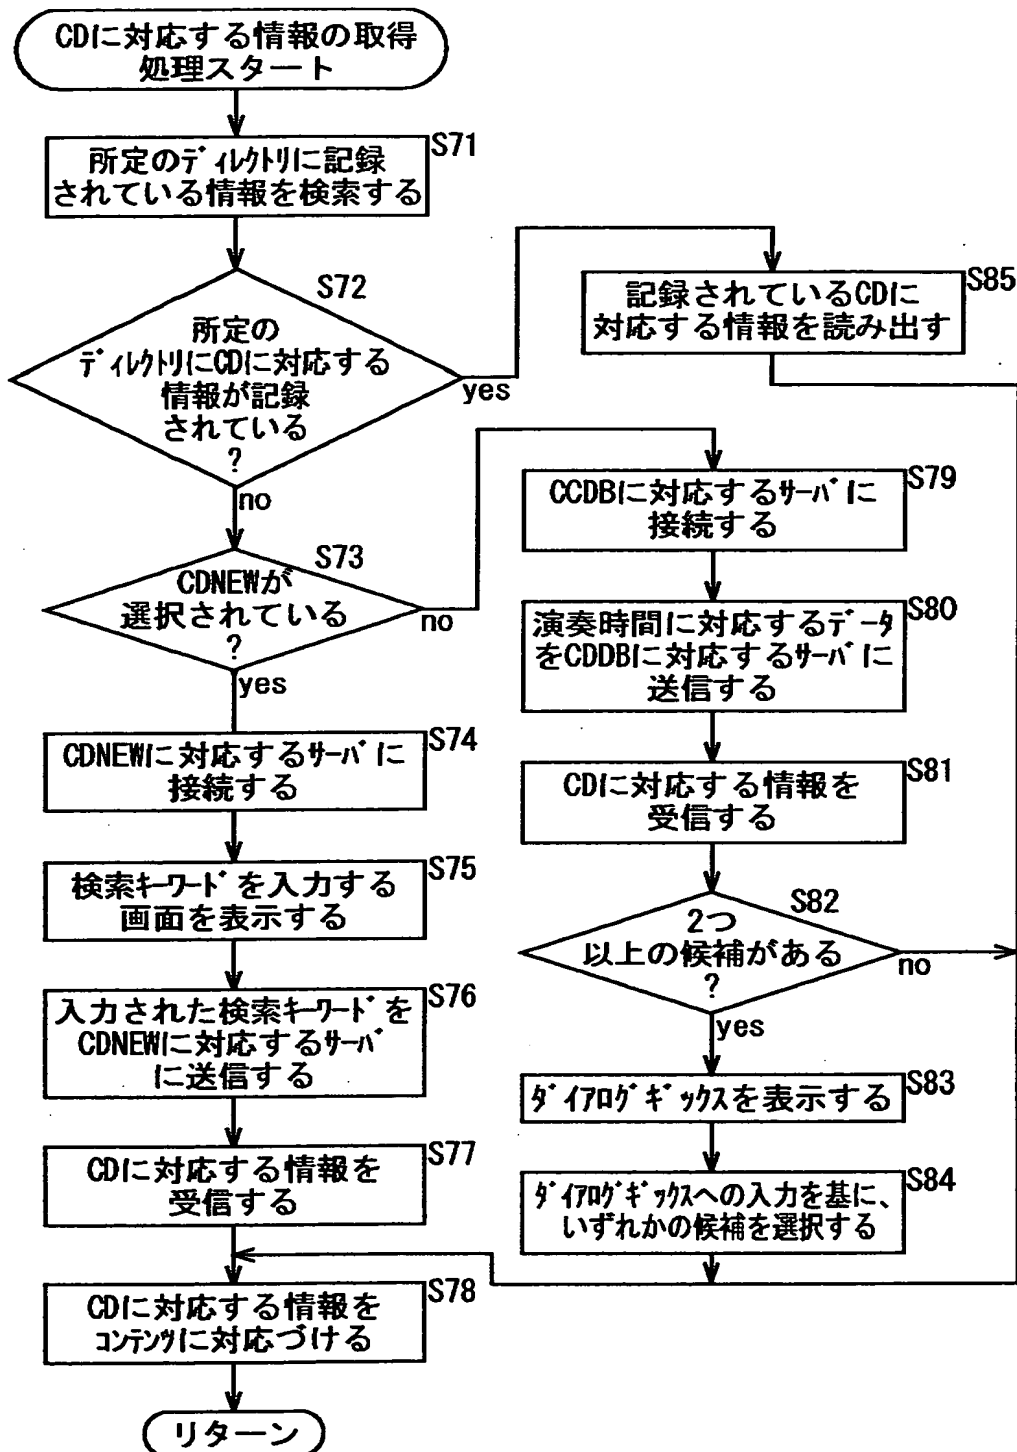 CDに対応する情報の取得
処理スタート
S71
所定のディレクトリに記録
されている情報を検索する
S72
所定の
ディレクトリにCDに対応する
情報が記録
されている
?
yes
no
S85
記録されているCDに
対応する情報を読み出す
S73
CDNEWが
選択されている
?
no
yes
S74
CDNEWに対応するサーバに
接続する
S75
検索キーワードを入力する
画面を表示する
S76
入力された検索キーワードを
CDNEWに対応するサーバ
に送信する
S77
CDに対応する情報を
受信する
S79
CCDBに対応するサーバに
接続する
S80
演奏時間に対応するデータ
をCDDBに対応するサーバに
送信する
S81
CDに対応する情報を
受信する
S82
2つ
以上の候補がある
?
no
yes
S83
ダイアログギックスを表示する
S84
ダイアログギックスへの入力を基に、
いずれかの候補を選択する
S78
CDに対応する情報を
コンテンツに対応づける
リターン